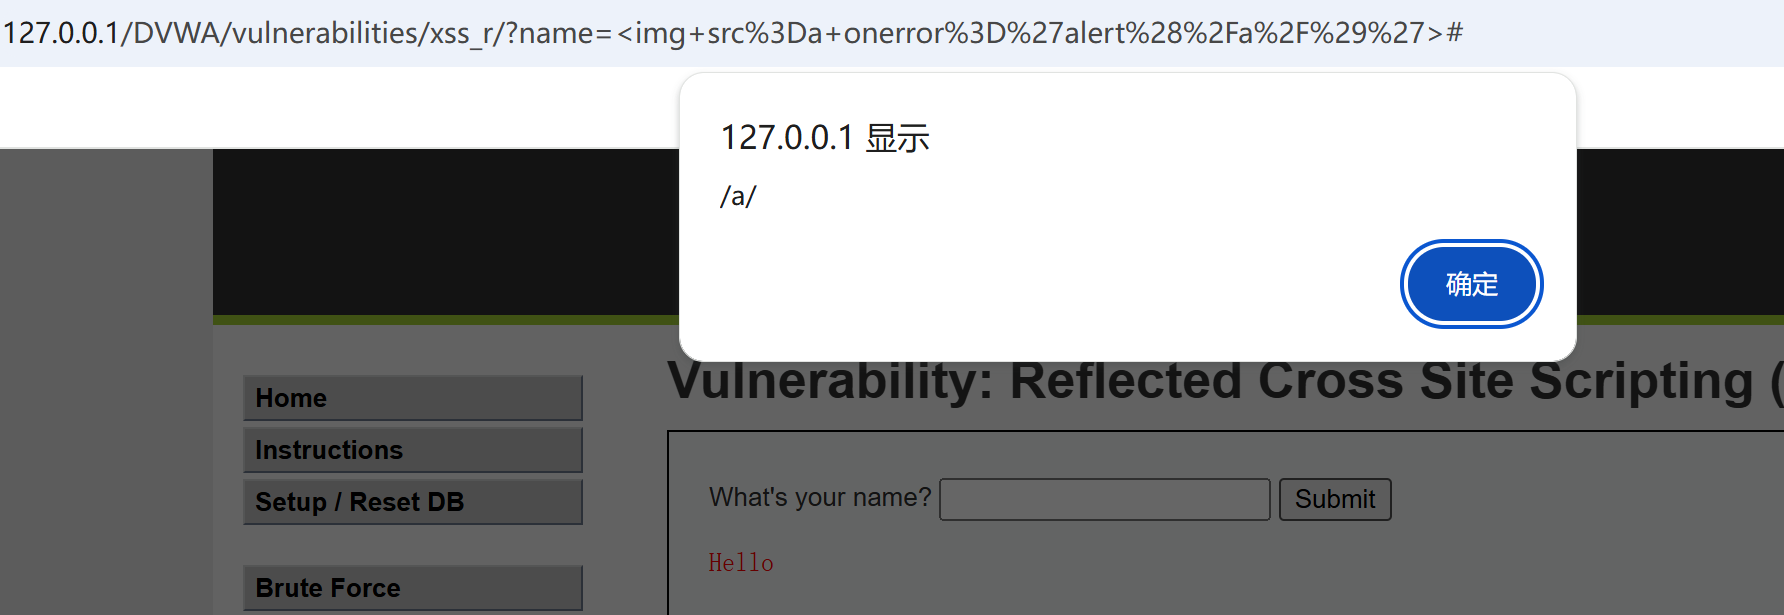 127.0.0.1/DVWA/vulnerabilities/xss_r/?name=<img+src%3Da+onerror%3D%27alert%28%2Fa%2F%29%27>#
127.0.0.1 显示
/a/
确定
Home
Instructions
Setup / Reset DB
Brute Force
Vulnerability: Reflected Cross Site Scripting (
What's your name?
Submit
Hello